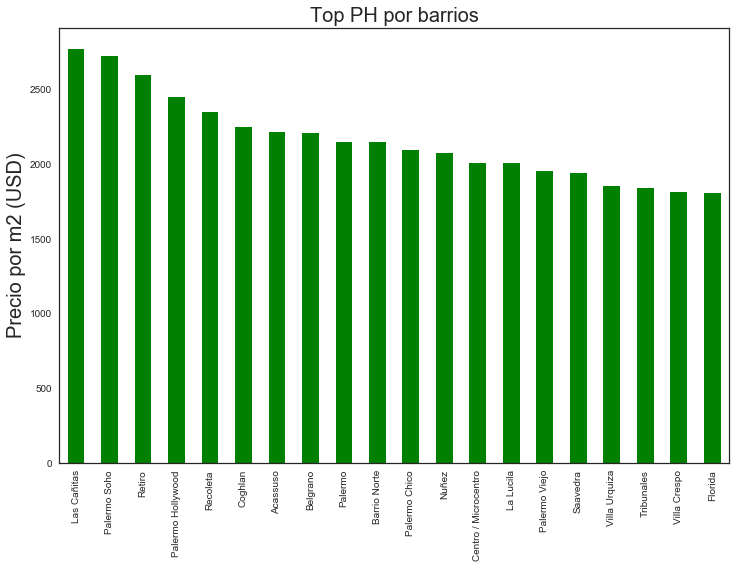 Top PH por barrios
Precio por m2 (USD)
2500
2000
1500
1000
500
0
Las Cañitas
Palermo Soho
Retiro
Palermo Hollywood
Recoleta
Coghlan
Acassuso
Belgrano
Palermo
Barrio Norte
Palermo Chico
Nuñez
Centro / Microcentro
La Lucila
Palermo Viejo
Saavedra
Villa Urquiza
Tribunales
Villa Crespo
Florida